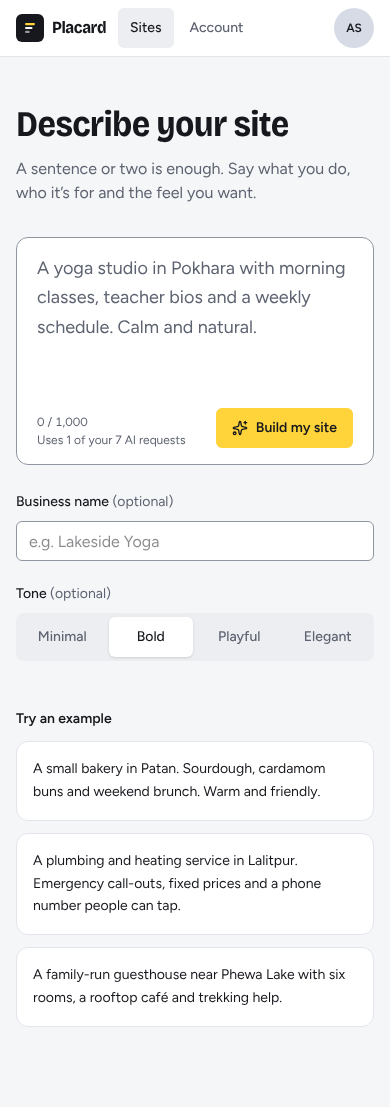 Placard
Sites
Account
AS
Describe your site
A sentence or two is enough. Say what you do,
who it's for and the feel you want.
A yoga studio in Pokhara with morning
classes, teacher bios and a weekly
schedule. Calm and natural.
0 / 1,000
Uses 1 of your 7 AI requests
Build my site
Business name (optional)
e.g. Lakeside Yoga
Tone (optional)
Minimal
Bold
Playful
Elegant
Try an example
A small bakery in Patan. Sourdough, cardamom
buns and weekend brunch. Warm and friendly.
A plumbing and heating service in Lalitpur.
Emergency call-outs, fixed prices and a phone
number people can tap.
A family-run guesthouse near Phewa Lake with six
rooms, a rooftop café and trekking help.